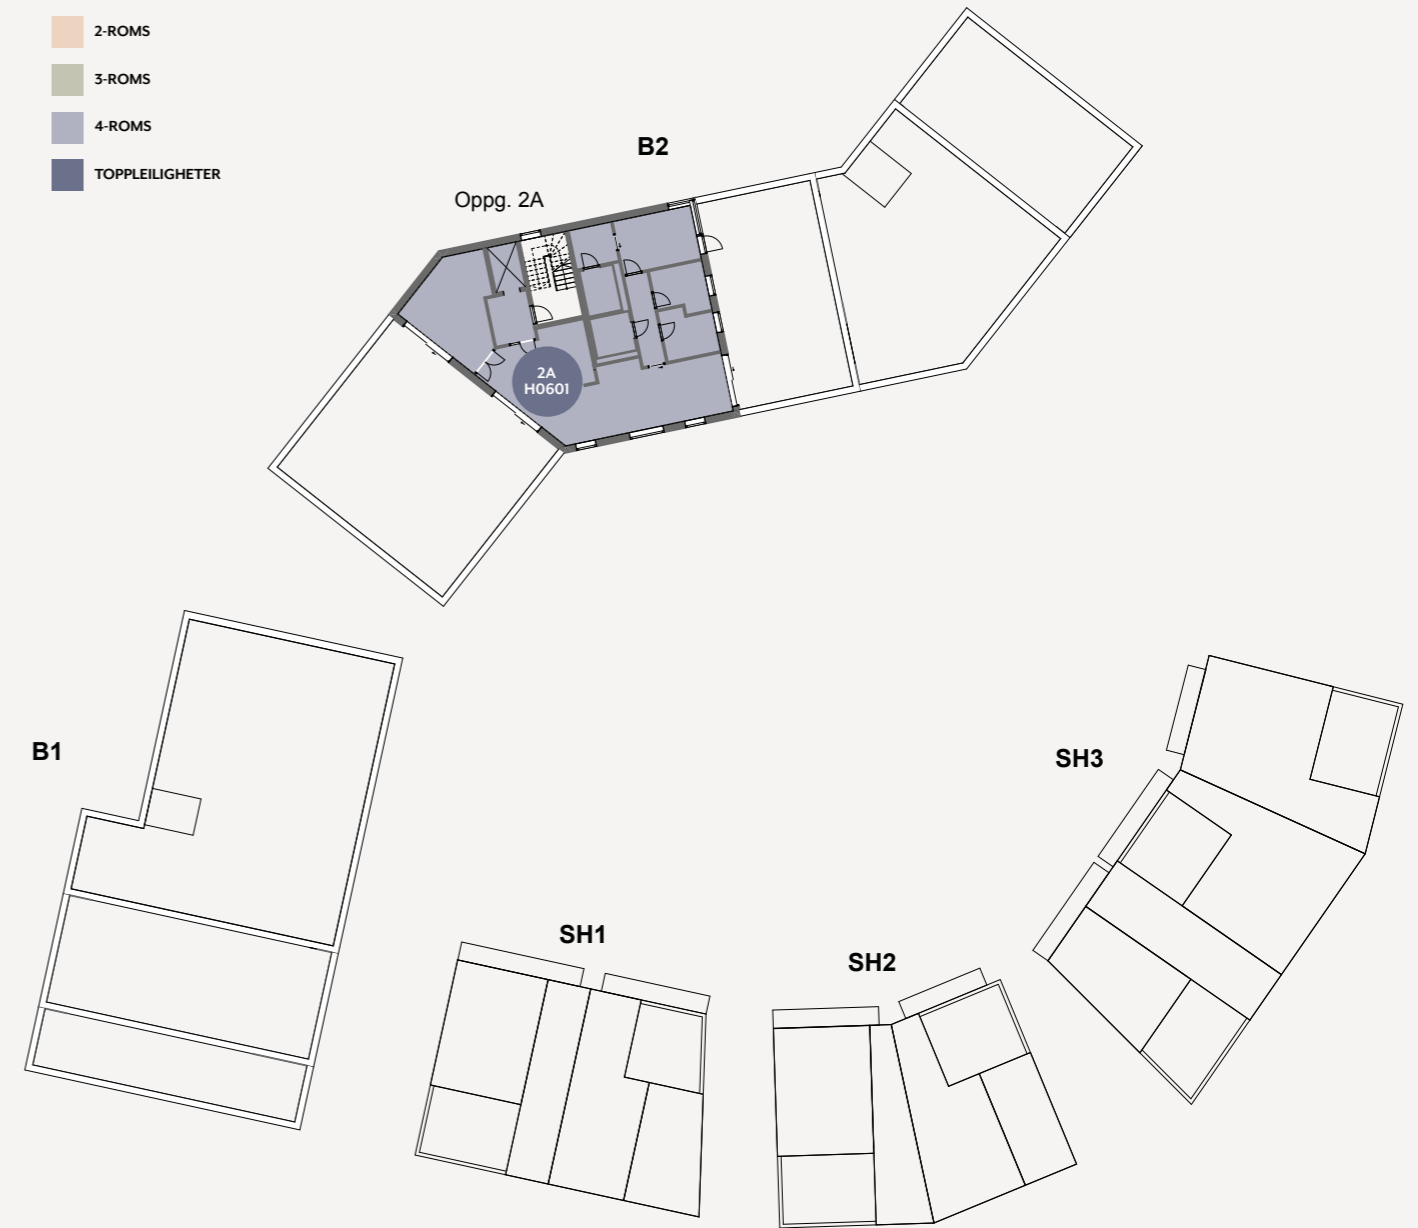 2-ROMS
3-ROMS
4-ROMS
TOPPLEILIGHETER
B2
Oppg. 2A
2A
H0601
B1
SH3
SH1
SH2